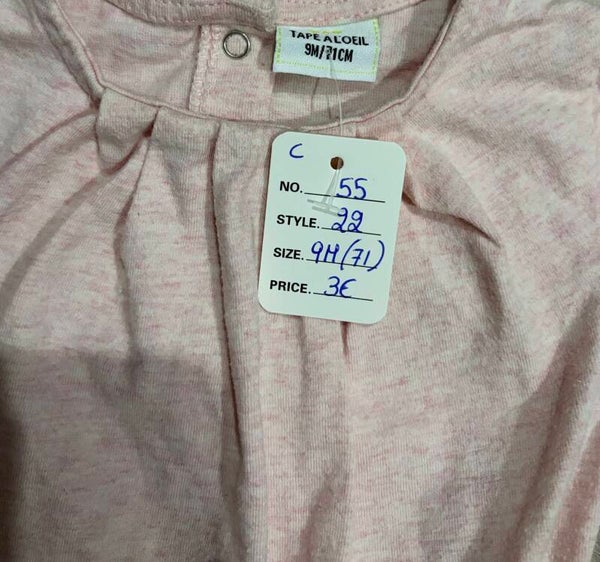 TAPE A L'OEIL
9M/71CM
C
NO. 55
STYLE. 22
SIZE. 9M (71)
PRICE. 3€